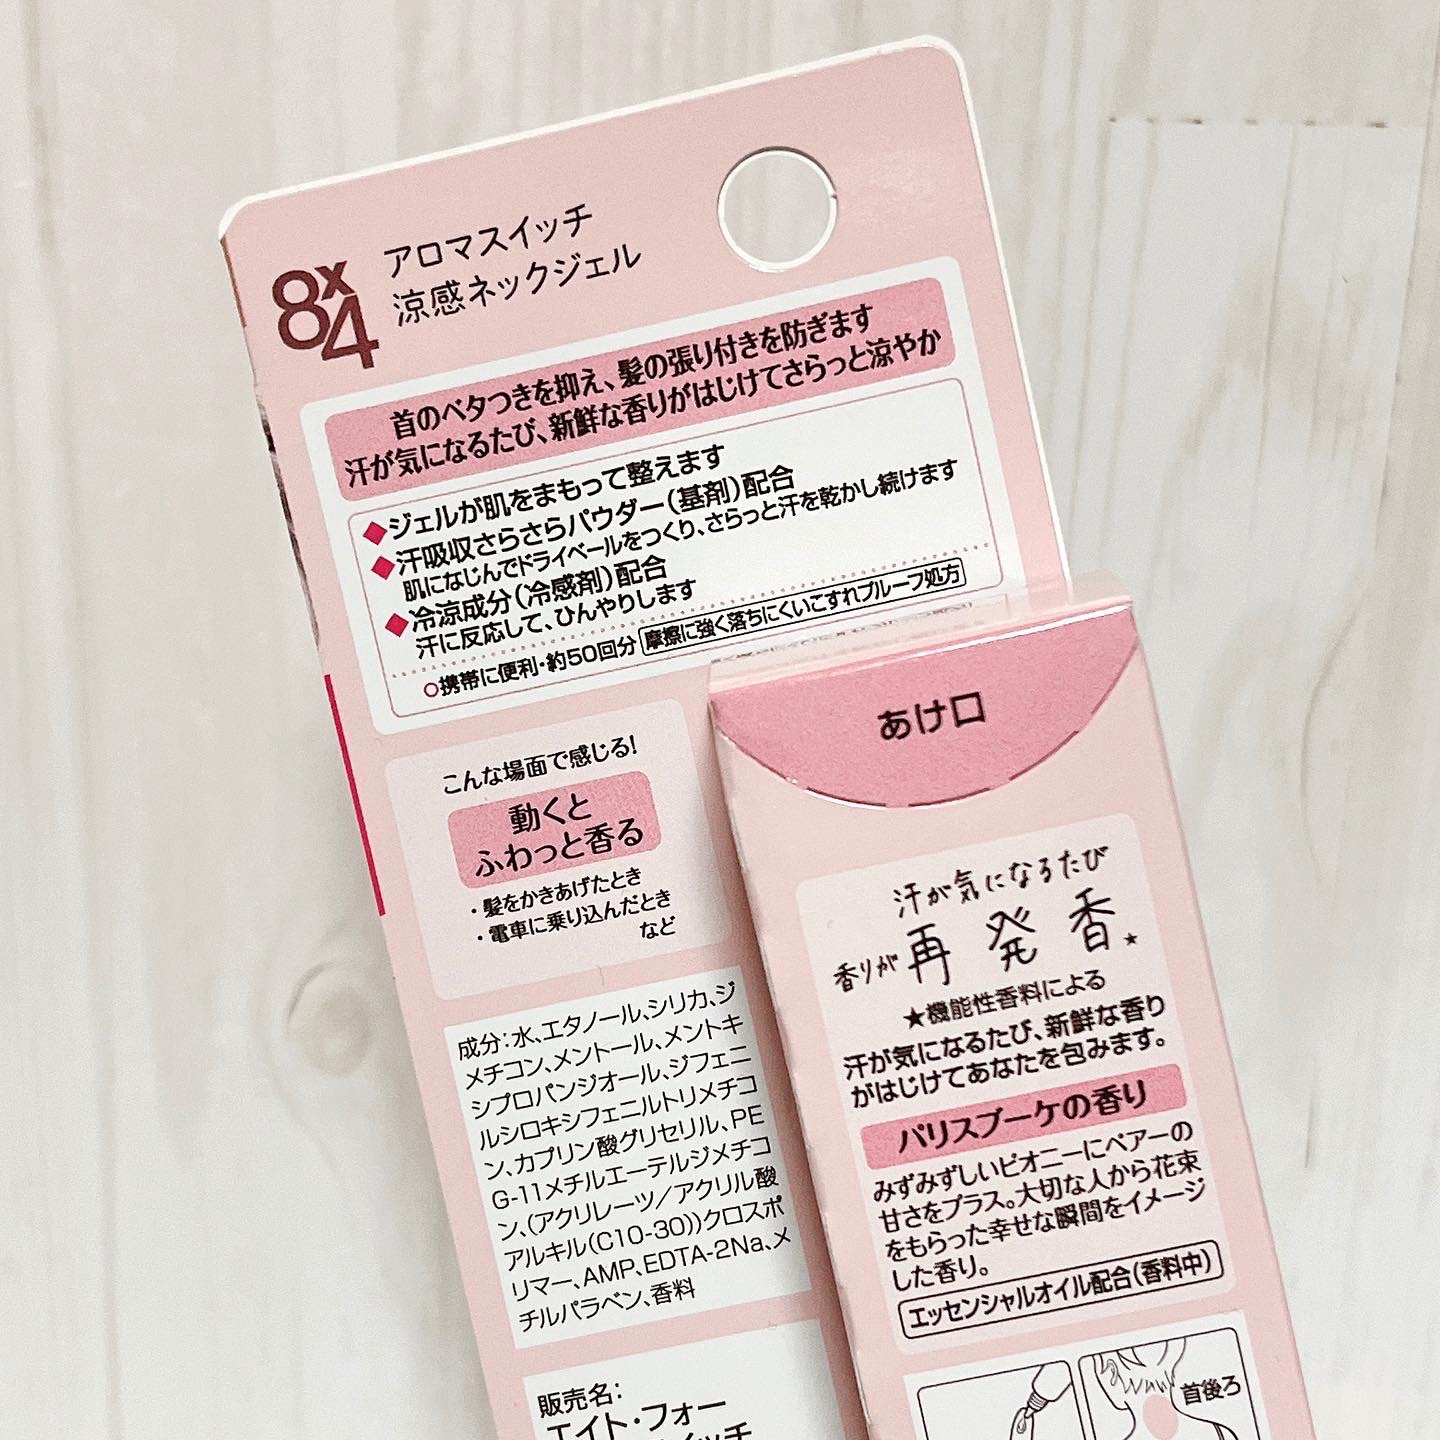 8x4
アロマスイッチ
涼感ネックジェル
首のベタつきを抑え、髪の張り付きを防ぎます
汗が気になるたび、新鮮な香りがはじけてさらっと涼やか
◆ジェルが肌をまもって整えます
◆汗吸収さらさらパウダー(基剤)配合
肌になじんでドライベールをつくり、さらっと汗を乾かし続けます
◆冷涼成分(冷感剤)配合
汗に反応して、ひんやりします
○携帯に便利・約50回分 摩擦に強く落ちにくいこすれプルーフ処方
こんな場面で感じる!
動くと
ふわっと香る
・髪をかきあげたとき
・電車に乗り込んだとき
など
成分:水、エタノール、シリカ、ジ
メチコン、メントール、メントキ
シプロパンジオール、ジフェニ
ルシロキシフェニルトリメチコ
ン、カプリン酸グリセリル、PE
G-11メチルエーテルジメチコ
ン、(アクリレーツ/アクリル酸
アルキル(C10-30))クロスポ
リマー、AMP、EDTA-2Na、メ
チルパラベン、香料
販売名:
エイト・フォー
あけ口
汗が気になるたび
香りが再発香★
★機能性香料による
汗が気になるたび、新鮮な香り
がはじけてあなたを包みます。
パリスブーケの香り
みずみずしいピオニーにペアーの
甘さをプラス。大切な人から花束
をもらった幸せな瞬間をイメージ
した香り。
エッセンシャルオイル配合(香料中)
首後ろ